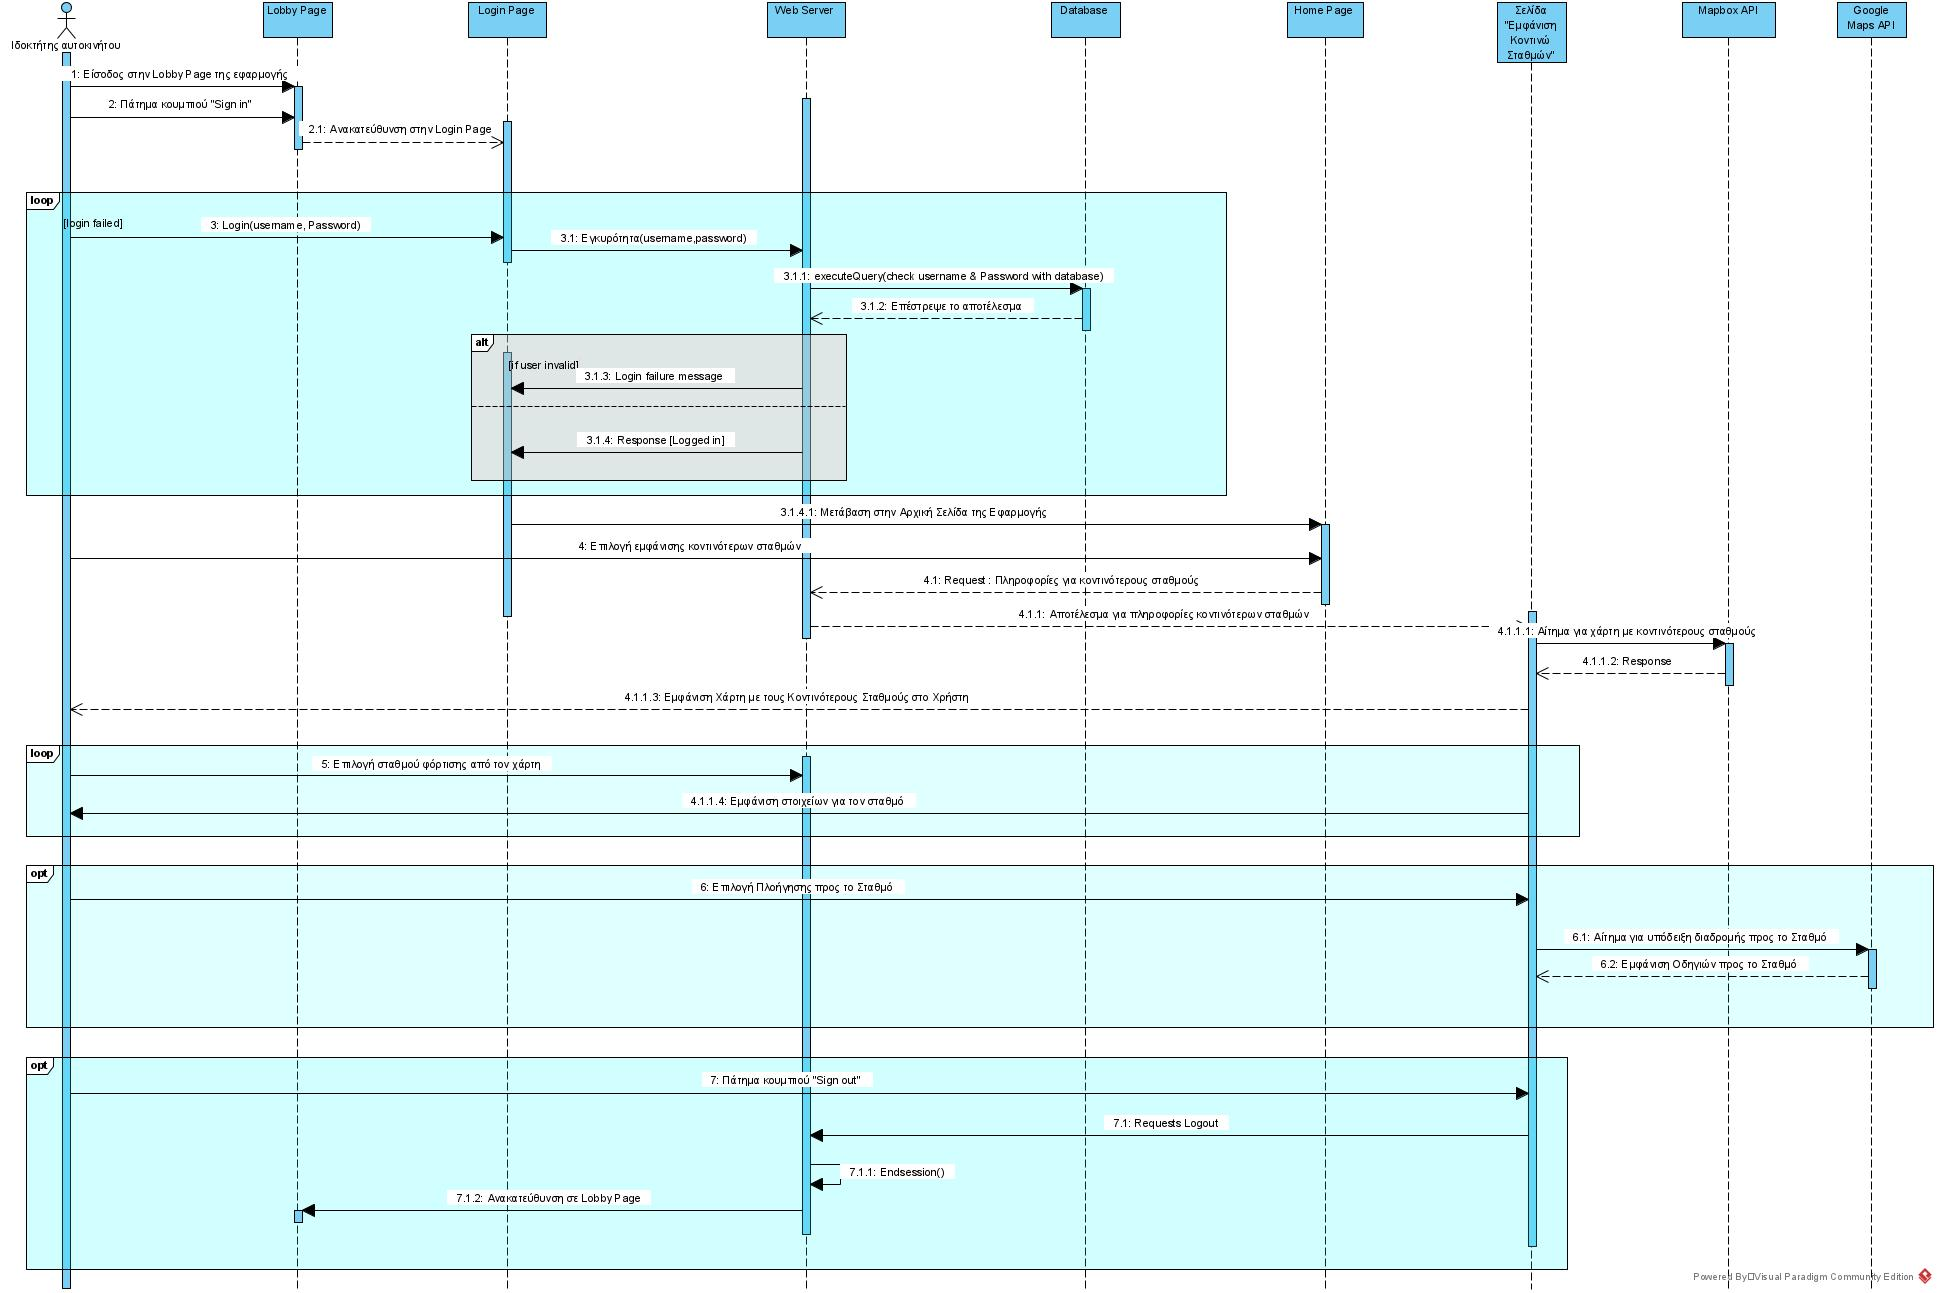 Lobby Page
Login Page
Web Server
Database
Home Page
Σελίδα
"Εμφάνιση
Κοντινώ
Σταθμών"
Mapbox API
Google
Maps API
Ιδοκτήτης αυτοκινήτου
1: Είσοδος στην Lobby Page της εφαρμογής
2: Πάτημα κουμπιού "Sign in"
2.1: Ανακατεύθυνση στην Login Page
loop
[login failed]
3: Login(username, Password)
3.1: Εγκυρότητα(username,password)
3.1.1: executeQuery(check username & Password with database)
3.1.2: Επέστρεψε το αποτέλεσμα
alt
[if user invalid]
3.1.3: Login failure message
3.1.4: Response [Logged in]
3.1.4.1: Μετάβαση στην Αρχική Σελίδα της Εφαρμογής
4: Επιλογή εμφάνισης κοντινότερων σταθμών
4.1: Request : Πληροφορίες για κοντινότερους σταθμούς
4.1.1: Αποτέλεσμα για πληροφορίες κοντινότερων σταθμών
4.1.1.1: Αίτημα για χάρτη με κοντινότερους σταθμούς
4.1.1.2: Response
4.1.1.3: Εμφάνιση Χάρτη με τους Κοντινότερους Σταθμούς στο Χρήστη
loop
5: Επιλογή σταθμού φόρτισης από τον χάρτη
4.1.1.4: Εμφάνιση στοιχείων για τον σταθμό
opt
6: Επιλογή Πλοήγησης προς το Σταθμό
6.1: Αίτημα για υπόδειξη διαδρομής προς το Σταθμό
6.2: Εμφάνιση Οδηγιών προς το Σταθμό
opt
7: Πάτημα κουμπιού "Sign out"
7.1: Requests Logout
7.1.1: Endsession()
7.1.2: Ανακατεύθυνση σε Lobby Page
Powered By Visual Paradigm Community Edition